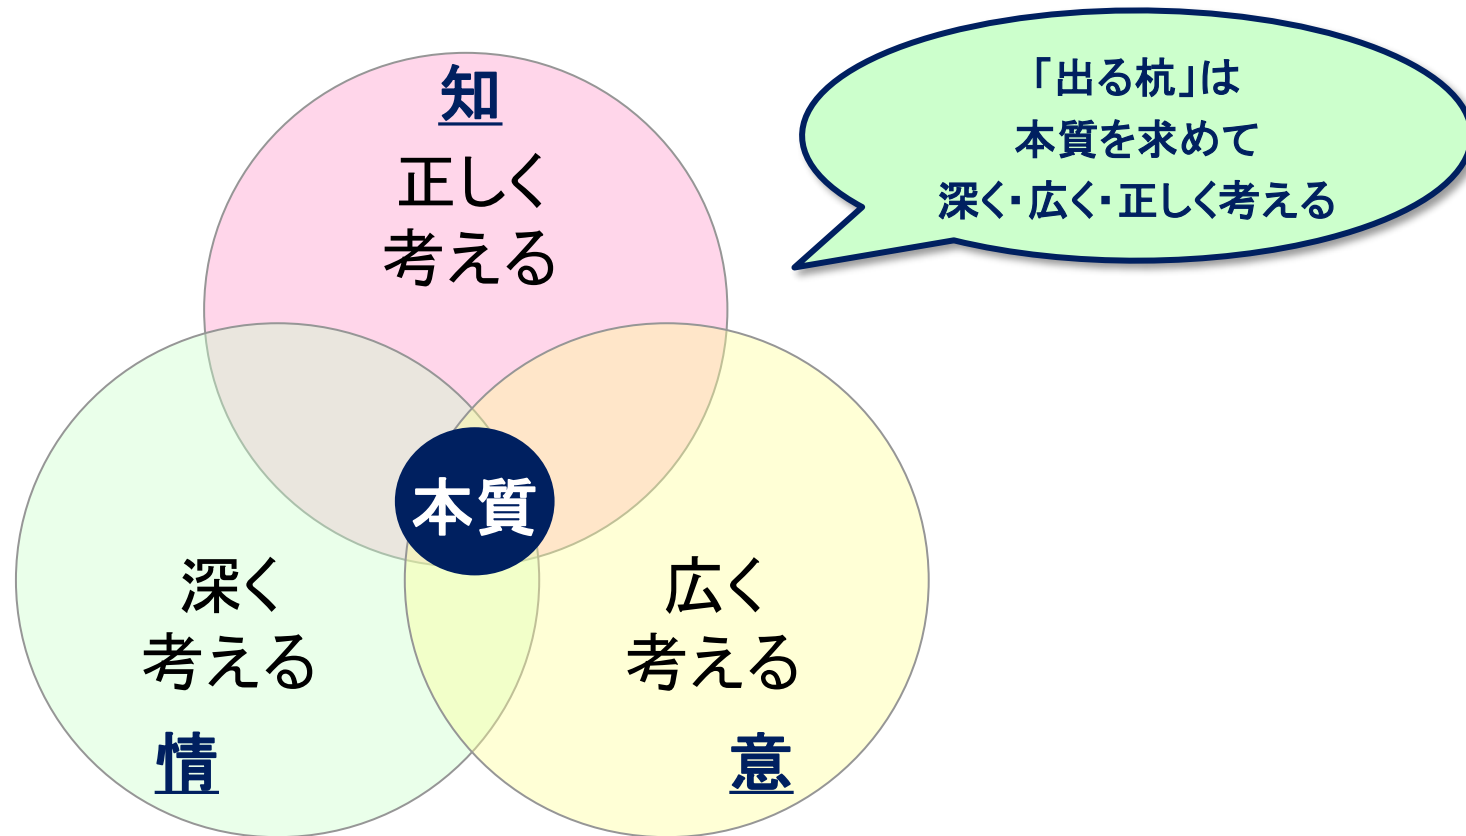 知
正しく
考える
「出る杭」は
本質を求めて
深く・広く・正しく考える
本質
深く
考える
情
広く
考える
意